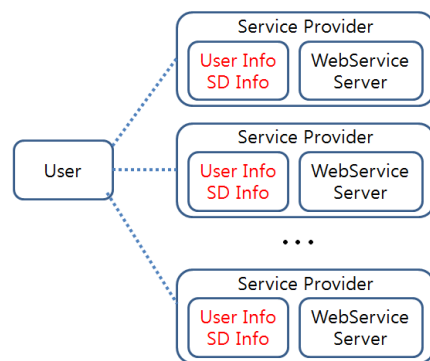 Service Provider
User Info
SD Info
WebService
Server
Service Provider
User Info
SD Info
WebService
Server
User
...
Service Provider
User Info
SD Info
WebService
Server